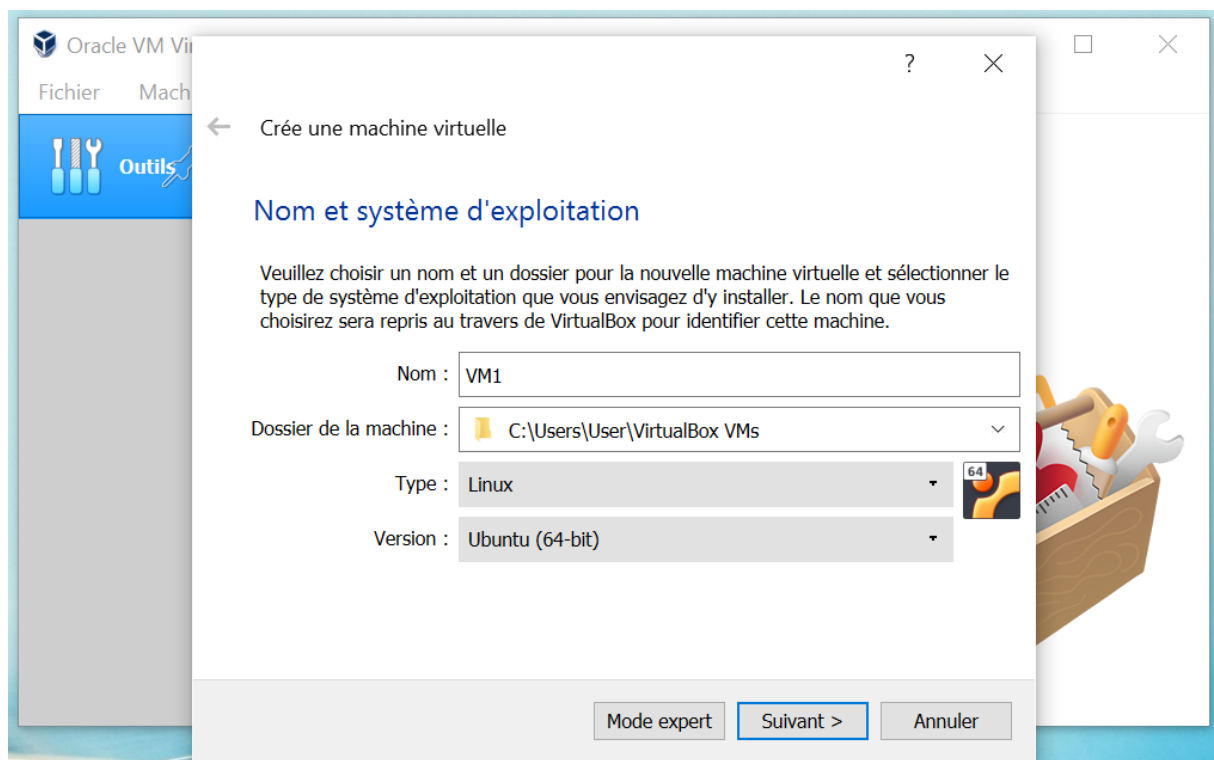 Oracle VM Vi
Fichier Mach
Outils
?
Crée une machine virtuelle
Nom et système d'exploitation
Veuillez choisir un nom et un dossier pour la nouvelle machine virtuelle et sélectionner le
type de système d'exploitation que vous envisagez d'y installer. Le nom que vous
choisirez sera repris au travers de VirtualBox pour identifier cette machine.
Nom : VM1
Dossier de la machine : C:\Users\User\VirtualBox VMs
Type : Linux
64
Version : Ubuntu (64-bit)
Mode expert Suivant > Annuler